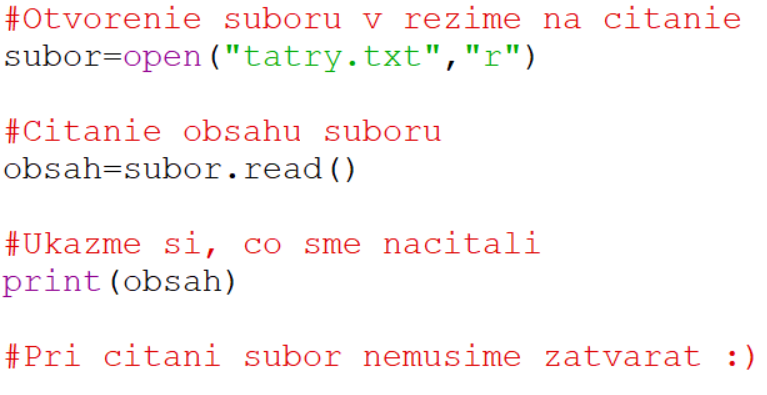 #Otvorenie suboru v rezime na citanie
subor=open("tatry.txt","r")
#Citanie obsahu suboru
obsah=subor.read()
#Ukazme si, co sme nacitali
print(obsah)
#Pri citani subor nemusime zatvarat :)